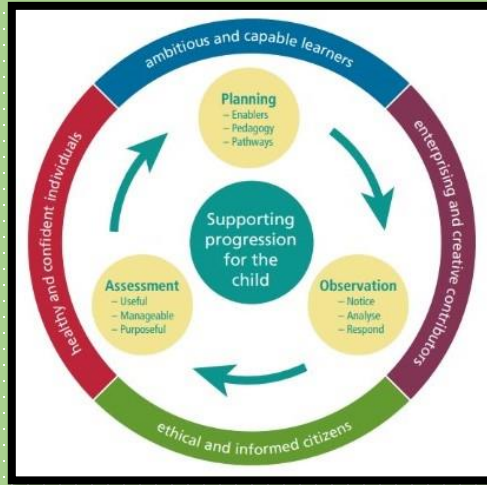 ambitious and capable learners
Planning
– Enablers
– Pedagogy
– Pathways
enterprising and creative contributors
healthy and confident individuals
Supporting
progression
for the
child
Assessment
– Useful
– Manageable
– Purposeful
Observation
– Notice
– Analyse
– Respond
ethical and informed citizens